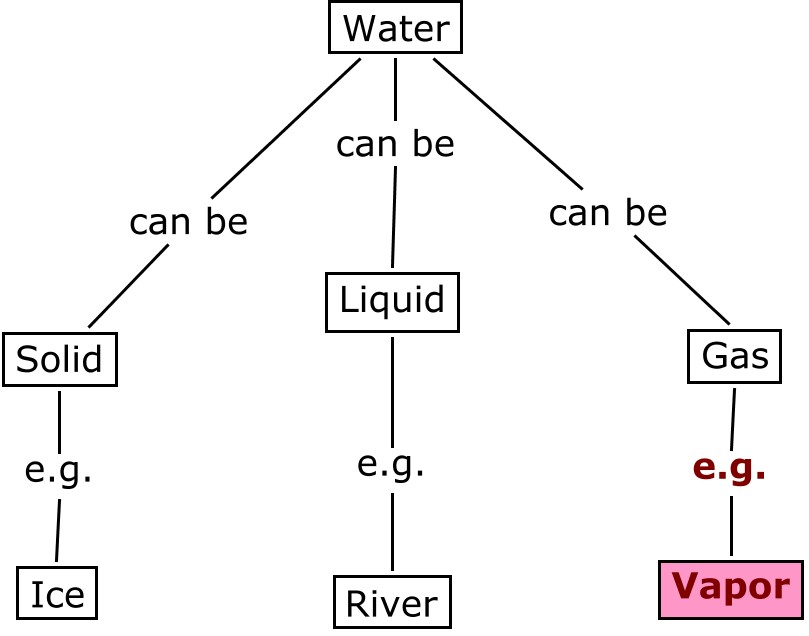 Water
can be
can be
can be
Liquid
Solid
Gas
e.g.
e.g.
e.g.
Ice
River
Vapor